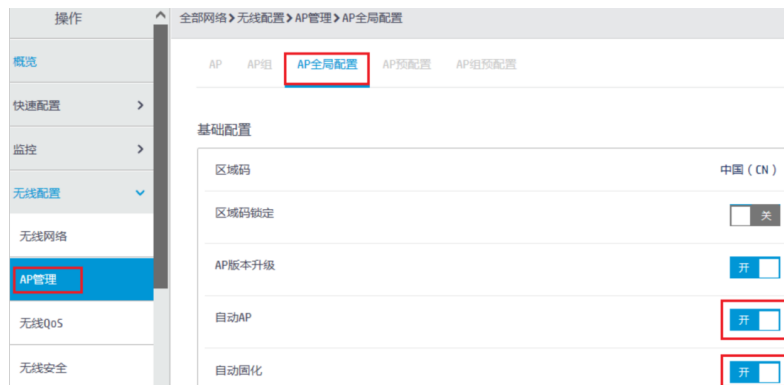 操作
全部网络>无线配置>AP管理>AP全局配置
概览
AP AP组 AP全局配置 AP预配置 AP组预配置
快速配置
基础配置
监控
区域码 中国 ( CN )
无线配置
区域码锁定 关
无线网络
AP版本升级 开
AP管理
自动AP 开
无线QoS
自动固化 开
无线安全